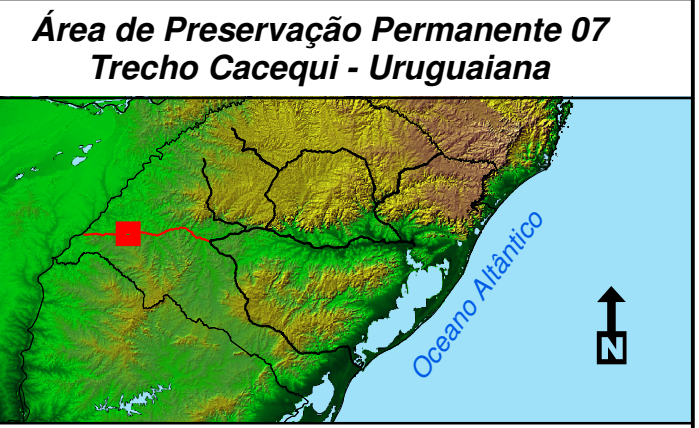 Área de Preservação Permanente 07
Trecho Cacequi - Uruguaiana
Oceano Altântico
N